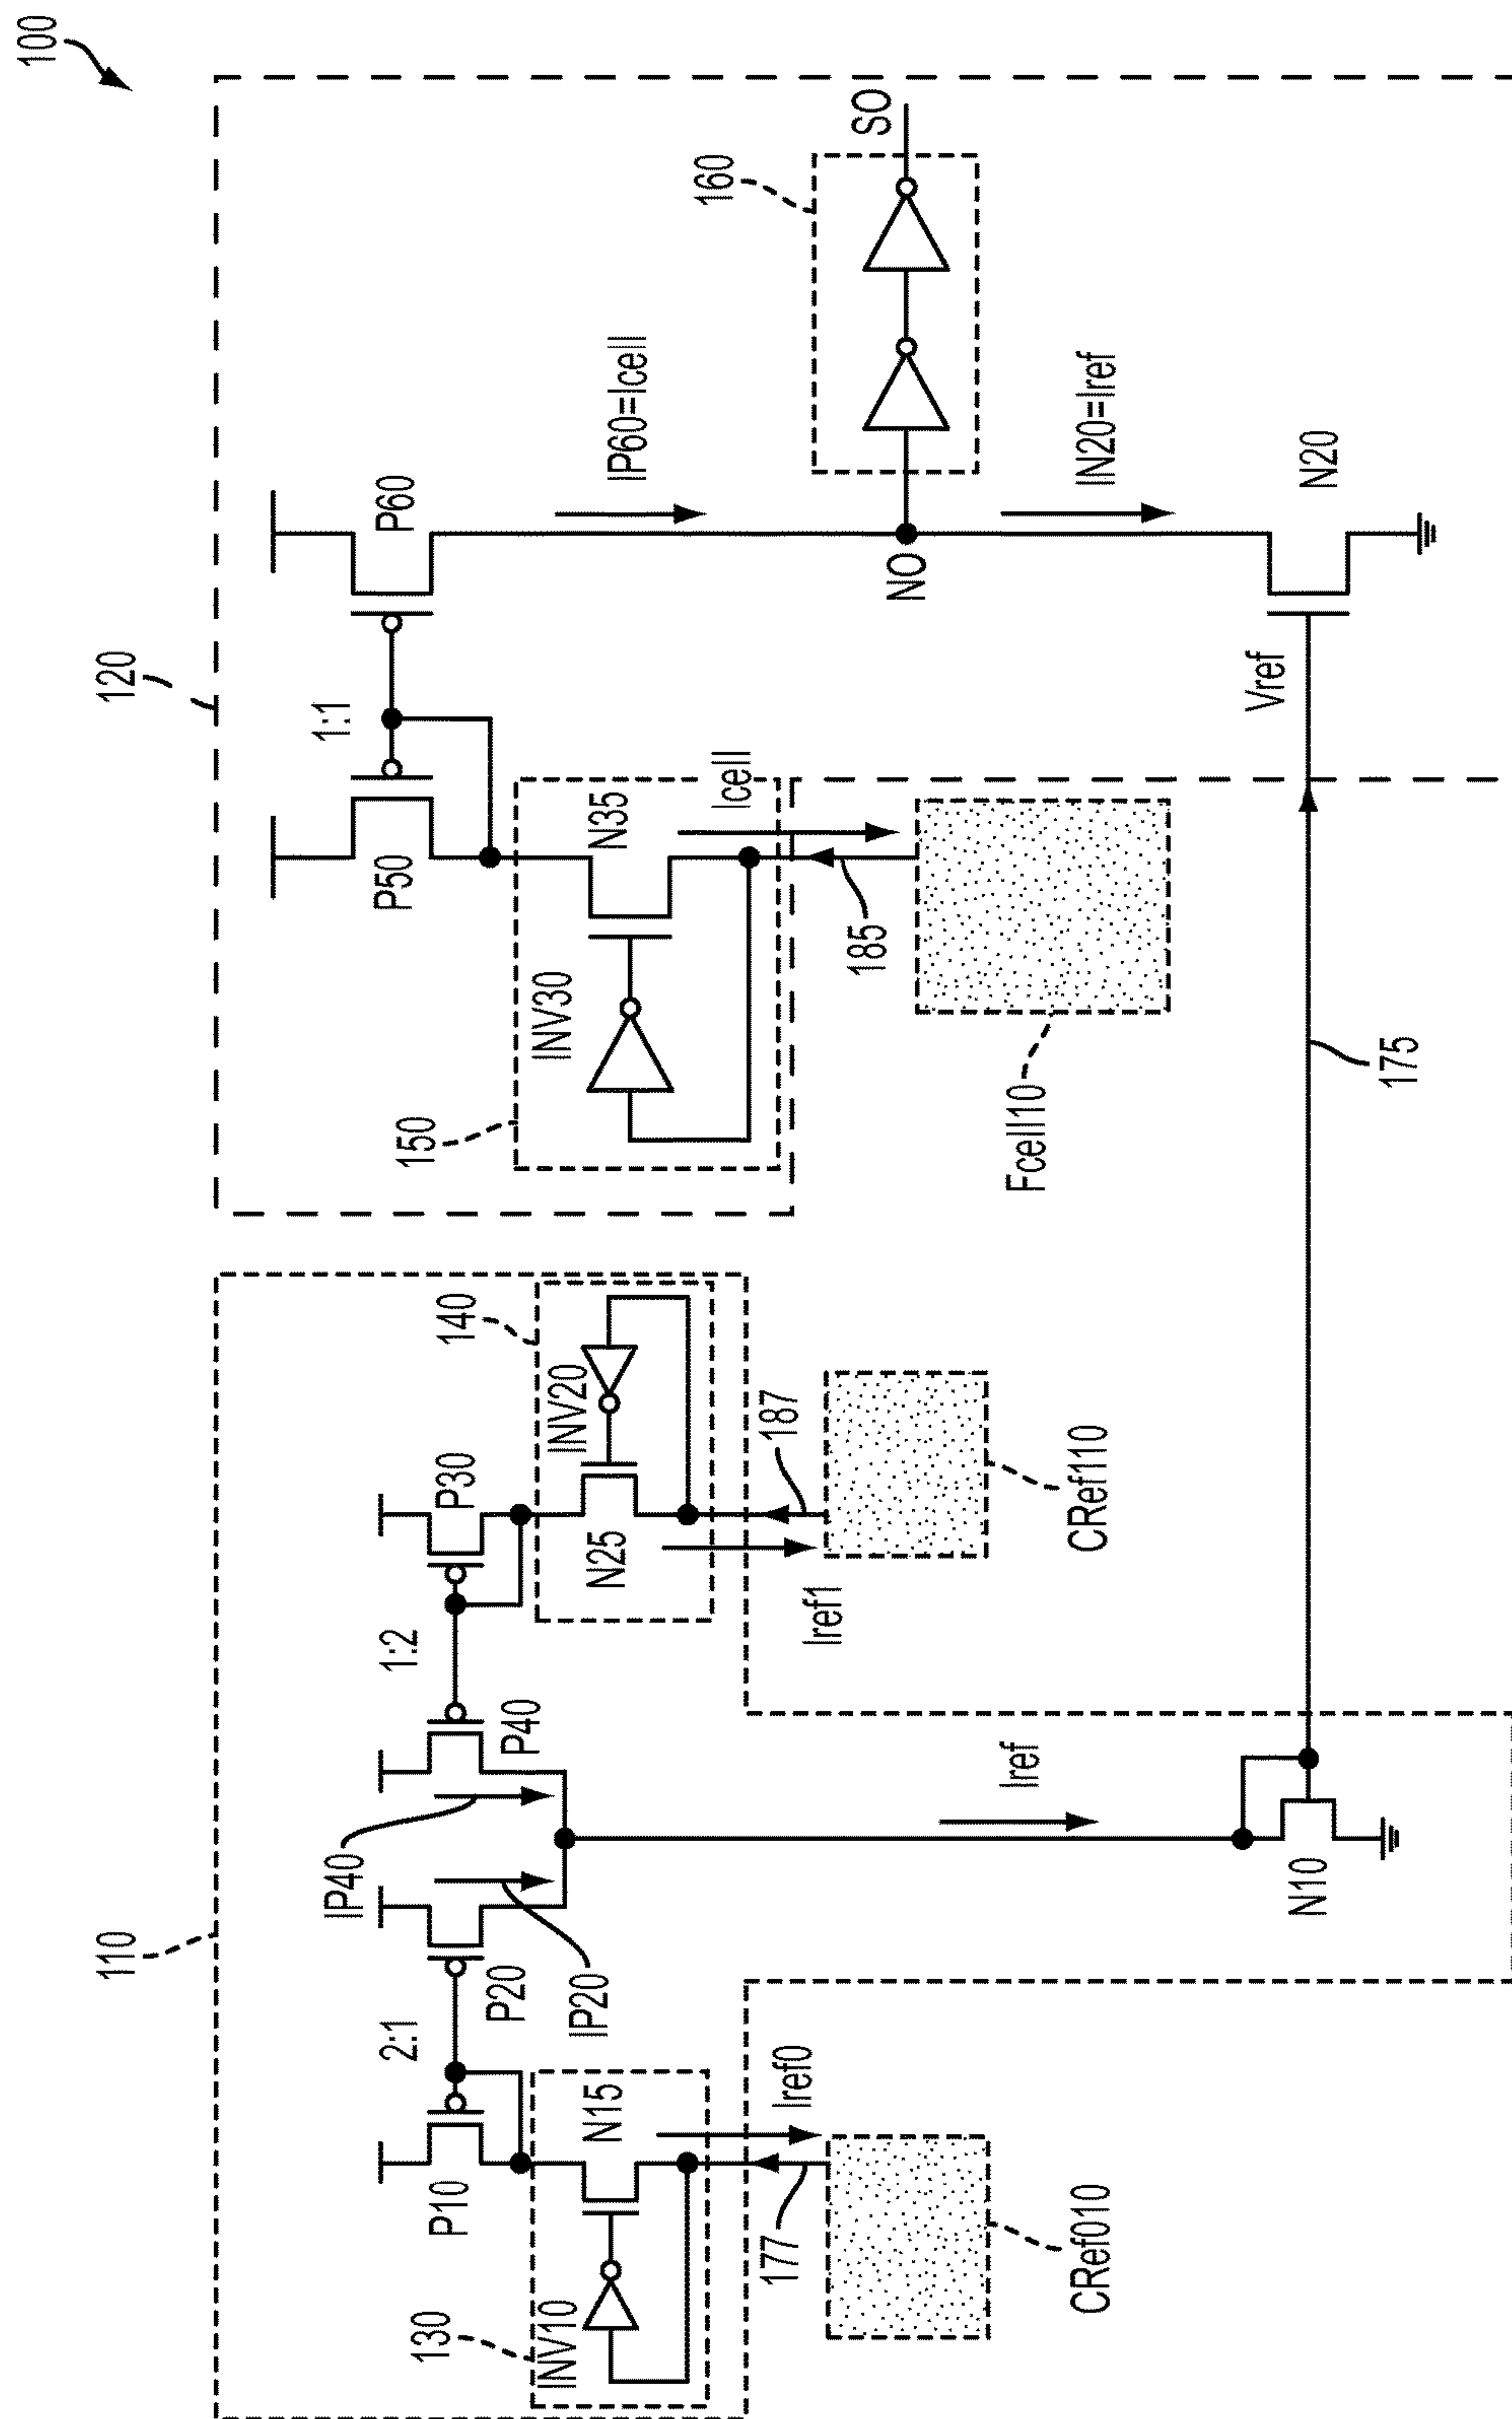 100
110
120
IP40
130
P10
2:1
P20
IP20
P40
1:2
P30
140
INV10
N15
Iref0
177
CRef010
INV20
N25
Iref1
187
CRef110
Iref
N10
175
150
INV30
N35
Icell
P50
1:1
P60
185
Fcell10
IP60=Icell
160
SO
NO
IN20=Iref
Vref
N20